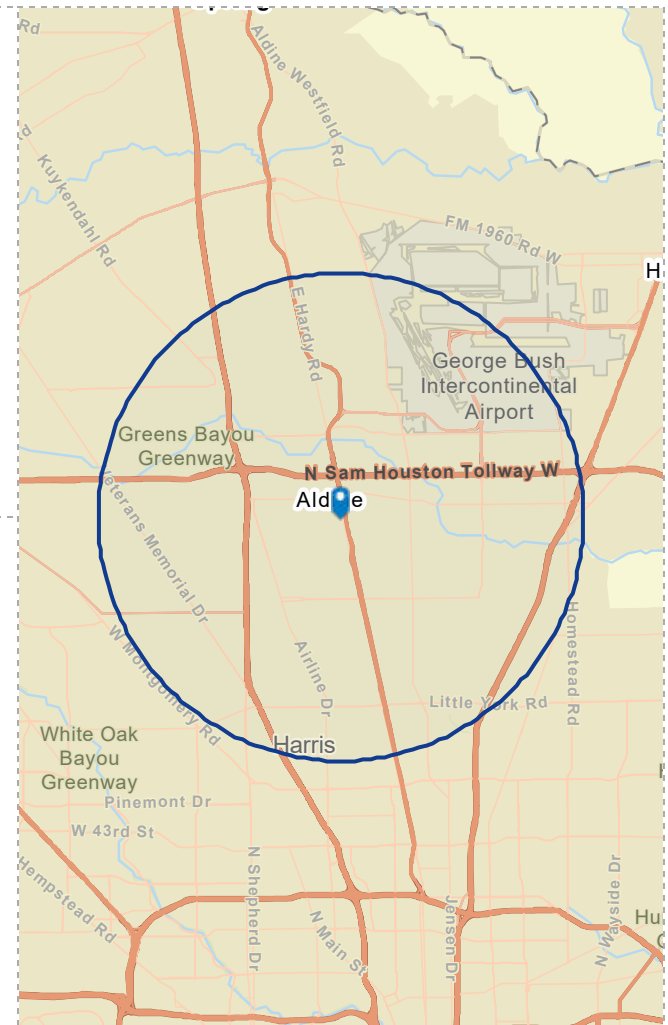 Rd
Aldine Westfield Rd
Kuykendahl Rd
FM 1960 Rd W
H
E Hardy Rd
George Bush
Intercontinental
Airport
Greens Bayou
Greenway
N Sam Houston Tollway W
Ald e
Veterans Memorial Dr
Homestead Rd
W Montgomery Rd
Airline Dr
Little York Rd
Harris
White Oak
Bayou
Greenway
Pinemont Dr
W 43rd St
Hempstead Rd
N Shepherd Dr
N Main St
Jensen Dr
N Wayside Dr
Hu